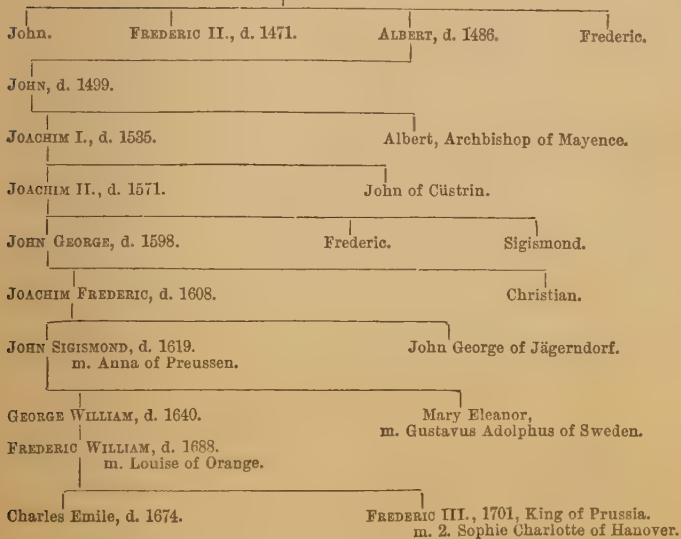 John. FREDERIC II., d. 1471. ALBERT, d. 1486. Frederic.
JOHN, d. 1499.
JOACHIM I., d. 1535. Albert, Archbishop of Mayence.
JOACHIM II., d. 1571. John of Cüstrin.
JOHN GEORGE, d. 1598. Frederic. Sigismond.
JOACHIM FREDERIC, d. 1608. Christian.
JOHN SIGISMOND, d. 1619. John George of Jägerndorf.
m. Anna of Preussen.
GEORGE WILLIAM, d. 1640. Mary Eleanor,
m. Gustavus Adolphus of Sweden.
FREDERIC WILLIAM, d. 1688.
m. Louise of Orange.
Charles Emile, d. 1674. FREDERIC III., 1701, King of Prussia.
m. 2. Sophie Charlotte of Hanover.